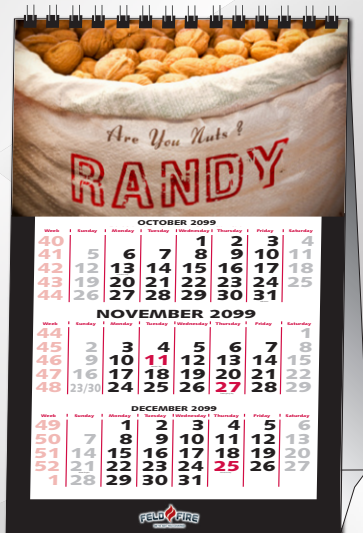 Are You Nuts?
RANDY
OCTOBER 2099
Week Sunday Monday Tuesday Wednesday Thursday Friday Saturday
40 1 2 3 4
41 5 6 7 8 9 10 11
42 12 13 14 15 16 17 18
43 19 20 21 22 23 24 25
44 26 27 28 29 30 31
NOVEMBER 2099
Week Sunday Monday Tuesday Wednesday Thursday Friday Saturday
44 1
45 2 3 4 5 6 7 8
46 9 10 11 12 13 14 15
47 16 17 18 19 20 21 22
48 23/30 24 25 26 27 28 29
DECEMBER 2099
Week Sunday Monday Tuesday Wednesday Thursday Friday Saturday
49 1 2 3 4 5 6
50 7 8 9 10 11 12 13
51 14 15 16 17 18 19 20
52 21 22 23 24 25 26 27
1 28 29 30 31
FELD FIRE